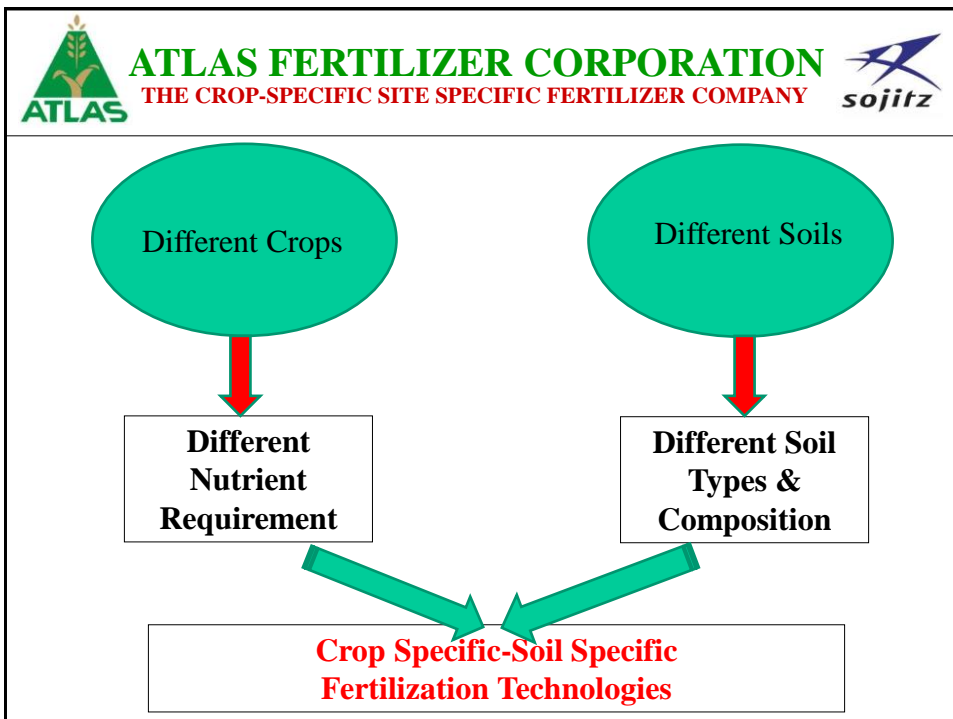 ATLAS
ATLAS FERTILIZER CORPORATION
THE CROP-SPECIFIC SITE SPECIFIC FERTILIZER COMPANY
sojitz
Different Crops
Different Soils
Different
Nutrient
Requirement
Different Soil
Types &
Composition
Crop Specific-Soil Specific
Fertilization Technologies